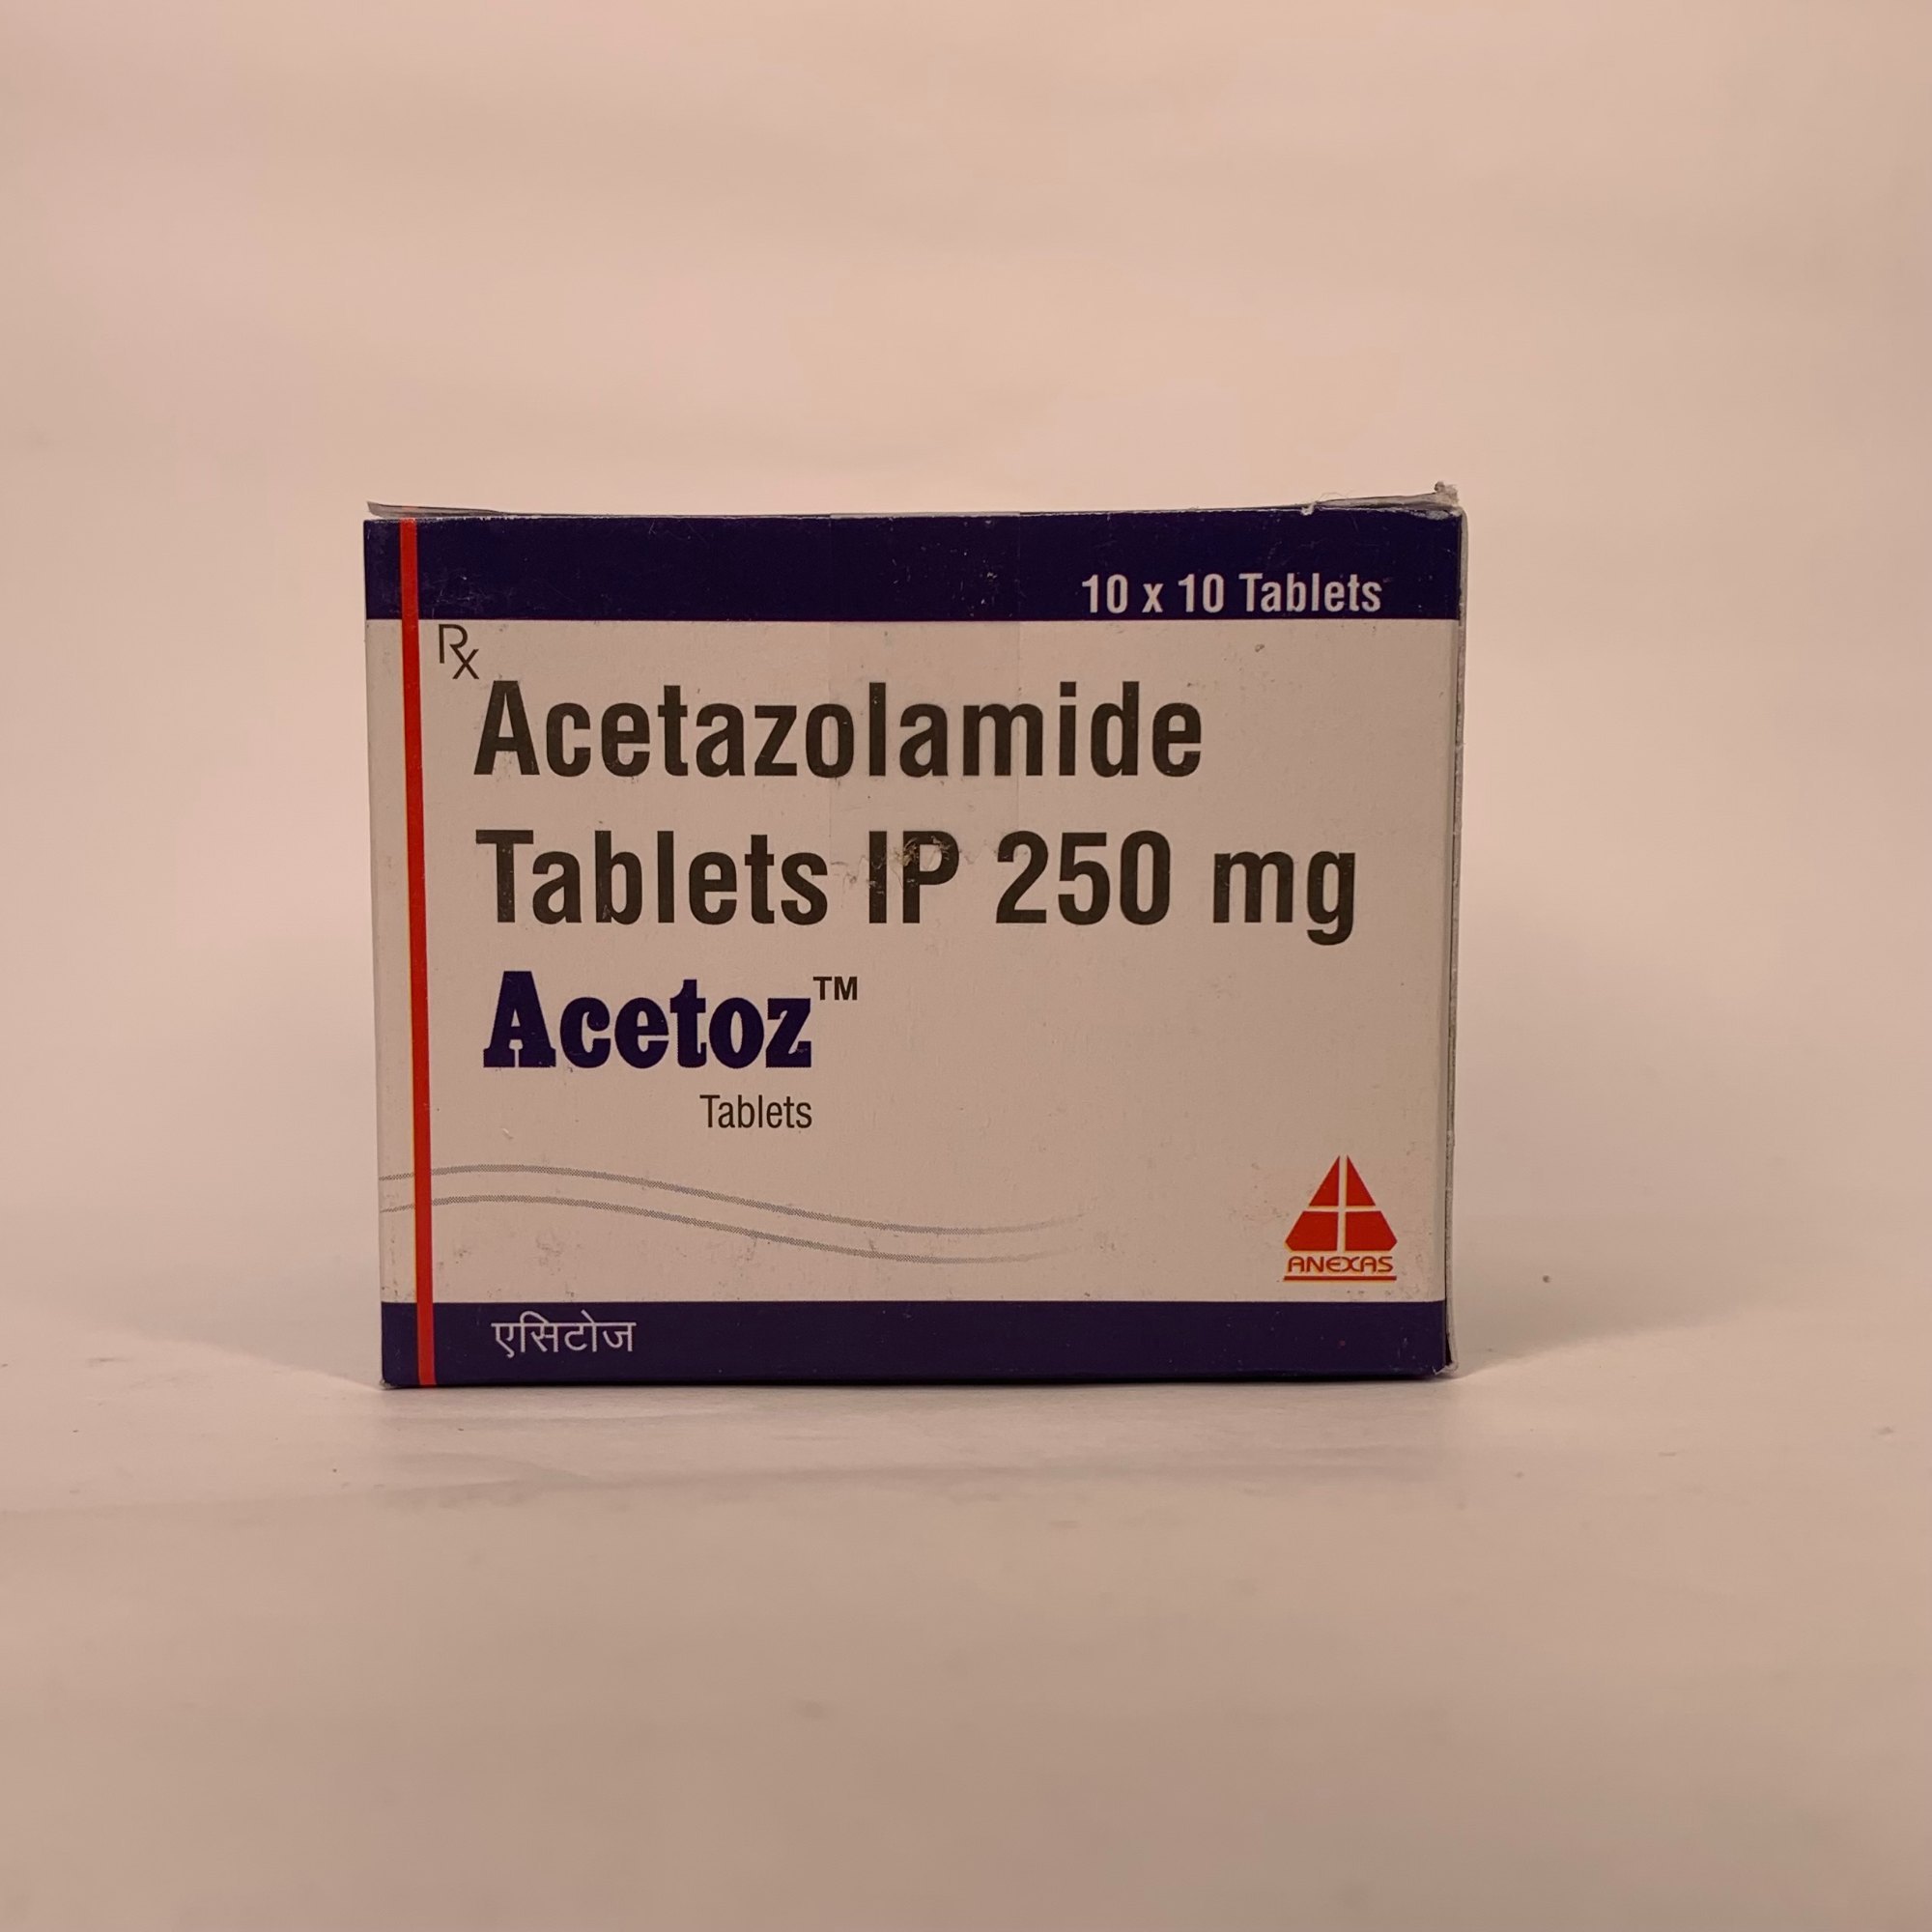 10 x 10 Tablets
Rx
Acetazolamide
Tablets IP 250 mg
Acetoz™
Tablets
ANEXAS
एसिटोज